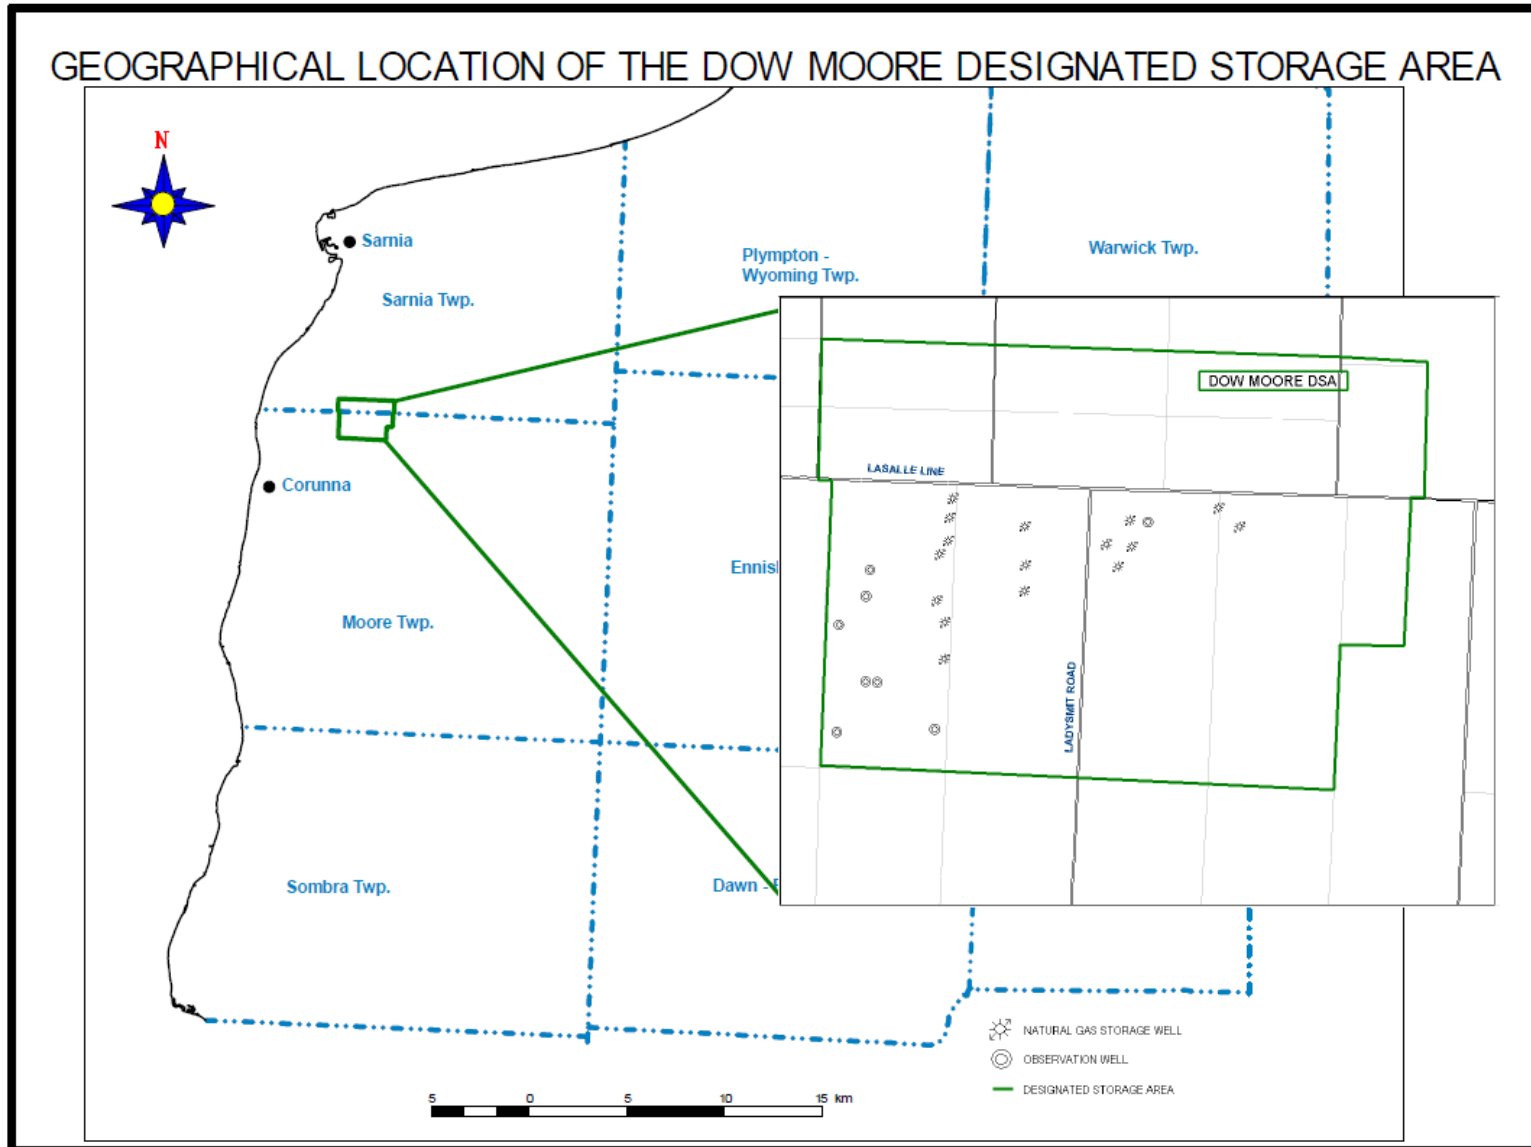 GEOGRAPHICAL LOCATION OF THE DOW MOORE DESIGNATED STORAGE AREA
N
Sarnia
Sarnia Twp.
Plympton -
Wyoming Twp.
Warwick Twp.
DOW MOORE DSA
LASALLE LINE
Corunna
Moore Twp.
LADYSMIT ROAD
Sombra Twp.
Dawn -
NATURAL GAS STORAGE WELL
OBSERVATION WELL
DESIGNATED STORAGE AREA
5 0 5 10 15 km